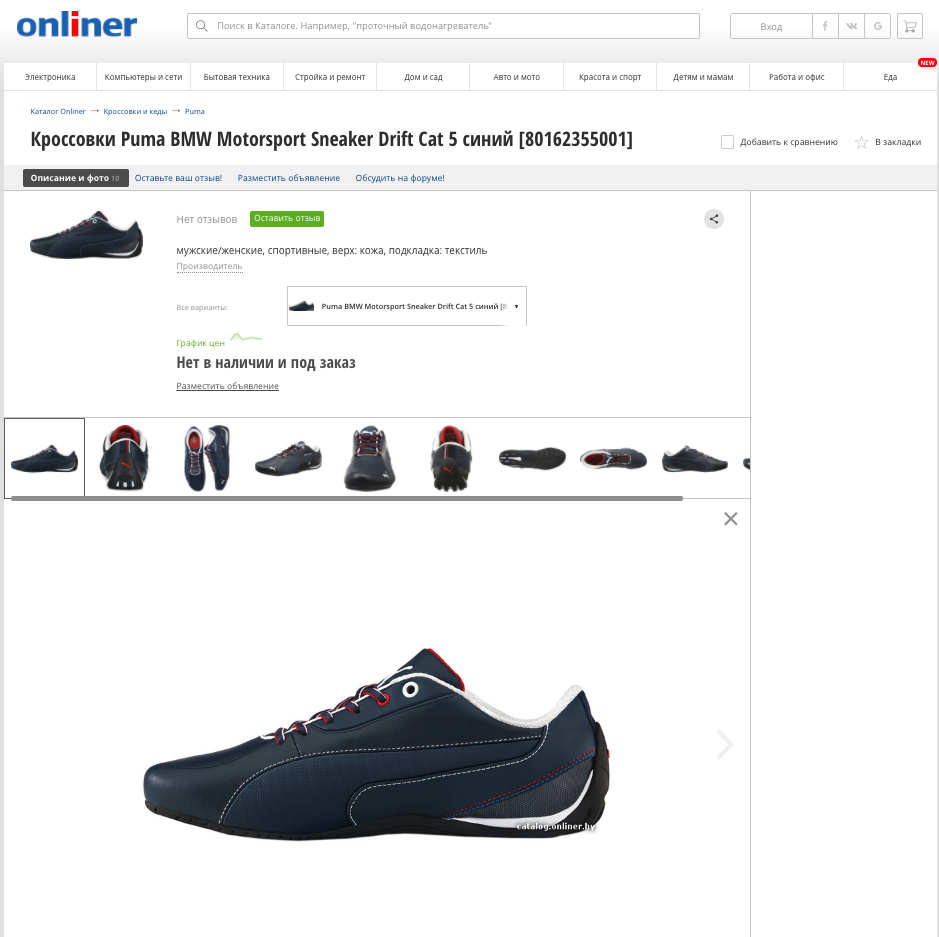 onliner
Поиск в Каталоге. Например, "проточный водонагреватель"
Вход
f
G
NEW
Электроника
Компьютеры и сети
Бытовая техника
Стройка и ремонт
Дом и сад
Авто и мото
Красота и спорт
Детям и мамам
Работа и офис
Еда
Каталог Onliner → Кроссовки и кеды → Puma
Кроссовки Puma BMW Motorsport Sneaker Drift Cat 5 синий [80162355001]
Добавить к сравнению
В закладки
Описание и фото 10
Оставьте ваш отзыв!
Разместить объявление
Обсудить на форуме!
Нет отзывов
Оставить отзыв
мужские/женские, спортивные, верх: кожа, подкладка: текстиль
Производитель
Все варианты:
Puma BMW Motorsport Sneaker Drift Cat 5 синий [8
График цен
Нет в наличии и под заказ
Разместить объявление
catalog.onliner.by